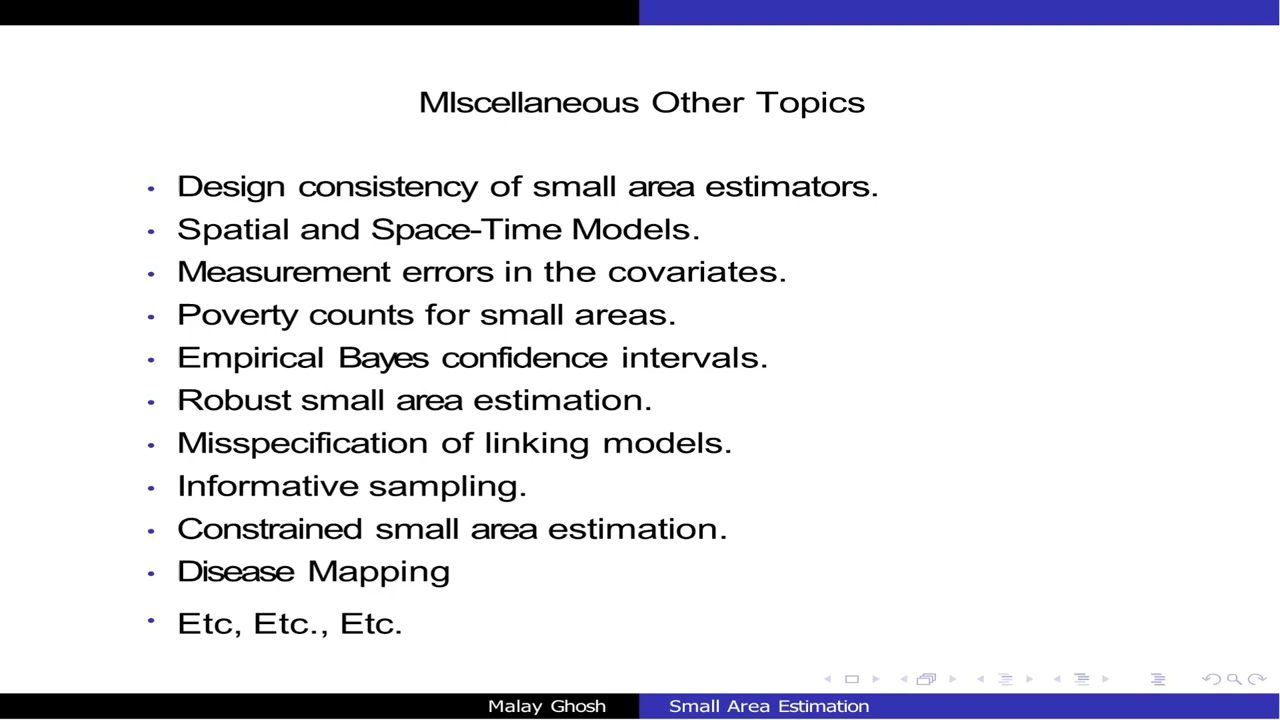 MIscellaneous Other Topics
• Design consistency of small area estimators.
• Spatial and Space-Time Models.
• Measurement errors in the covariates.
• Poverty counts for small areas.
• Empirical Bayes confidence intervals.
• Robust small area estimation.
• Misspecification of linking models.
• Informative sampling.
• Constrained small area estimation.
• Disease Mapping
• Etc, Etc., Etc.
Malay Ghosh Small Area Estimation